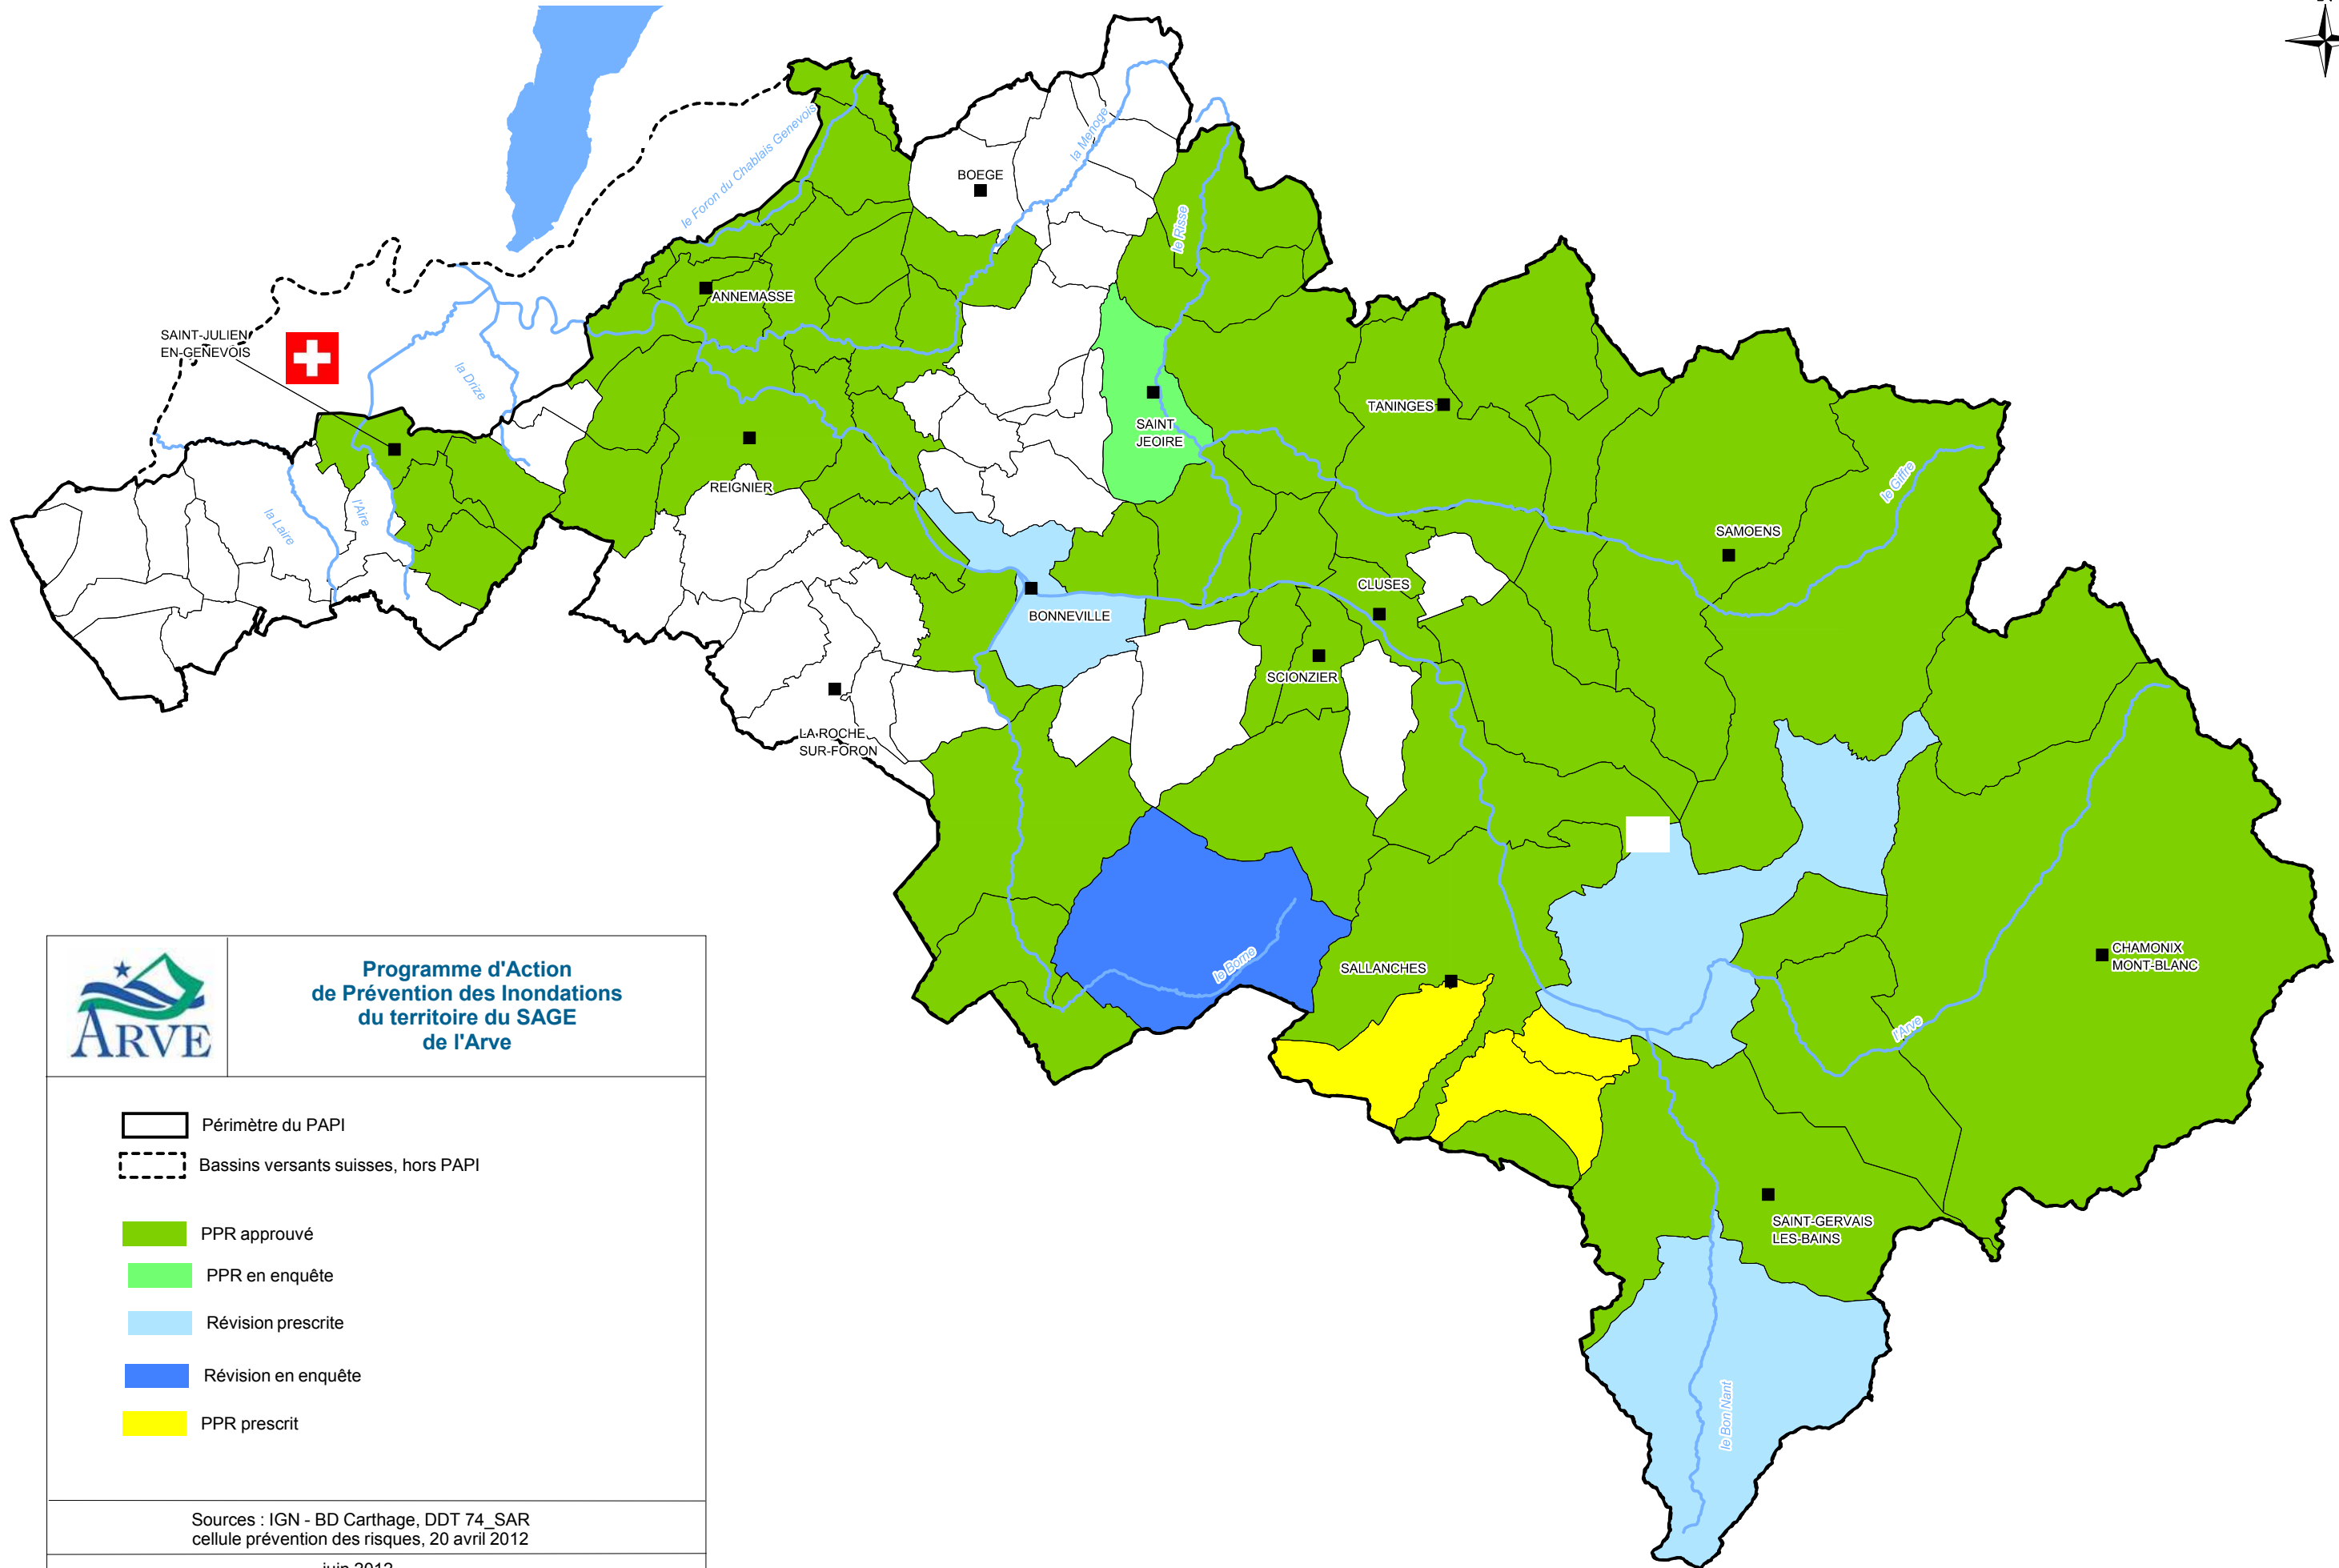 le Foron du Chablais Genevois
la Menoge
BOEGE
le Risse
ANNEMASSE
SAINT-JULIEN
EN-GENEVOIS
la Drize
TANINGES
SAINT
JEOIRE
REIGNIER
la Laire
l'Aire
le Giffre
SAMOENS
CLUSES
BONNEVILLE
SCIONZIER
LA ROCHE
SUR-FORON
CHAMONIX
MONT-BLANC
SALLANCHES
le Borne
l'Arve
SAINT-GERVAIS
LES-BAINS
le Bon Nant
ARVE
Programme d'Action
de Prévention des Inondations
du territoire du SAGE
de l'Arve
Périmètre du PAPI
Bassins versants suisses, hors PAPI
PPR approuvé
PPR en enquête
Révision prescrite
Révision en enquête
PPR prescrit
Sources : IGN - BD Carthage, DDT 74_SAR
cellule prévention des risques, 20 avril 2012
juin 2012